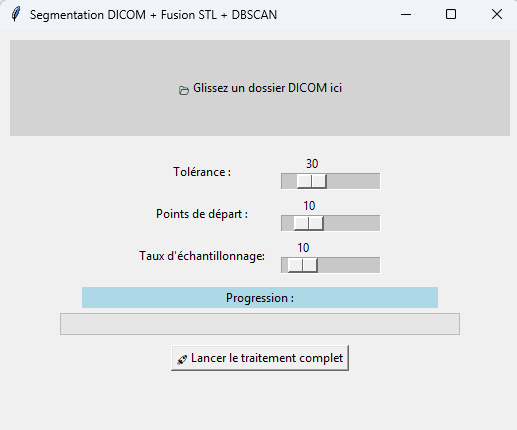 Segmentation DICOM + Fusion STL + DBSCAN
Glissez un dossier DICOM ici
30
Tolérance :
10
Points de départ :
10
Taux d'échantillonnage:
Progression :
Lancer le traitement complet